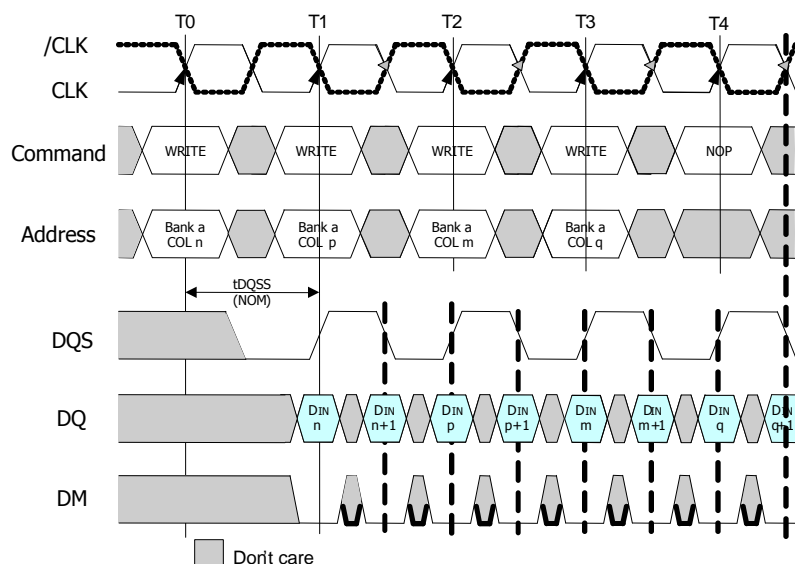 T0 T1 T2 T3 T4
/CLK
CLK
Command WRITE WRITE WRITE WRITE NOP
Address Bank a COL n Bank a COL p Bank a COL m Bank a COL q
tDQSS
(NOM)
DQS
DQ DIN n DIN n+1 DIN p DIN p+1 DIN m DIN m+1 DIN q DIN q+1
DM
Don't care